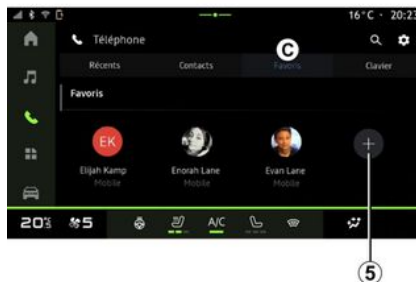 16°C · 20:23
Téléphone
C
Récents Contacts Favoris Clavier
Favoris
EK
Elijah Kamp Enorah Lane Evan Lane
Mobile Mobile Mobile
5 A/C
5